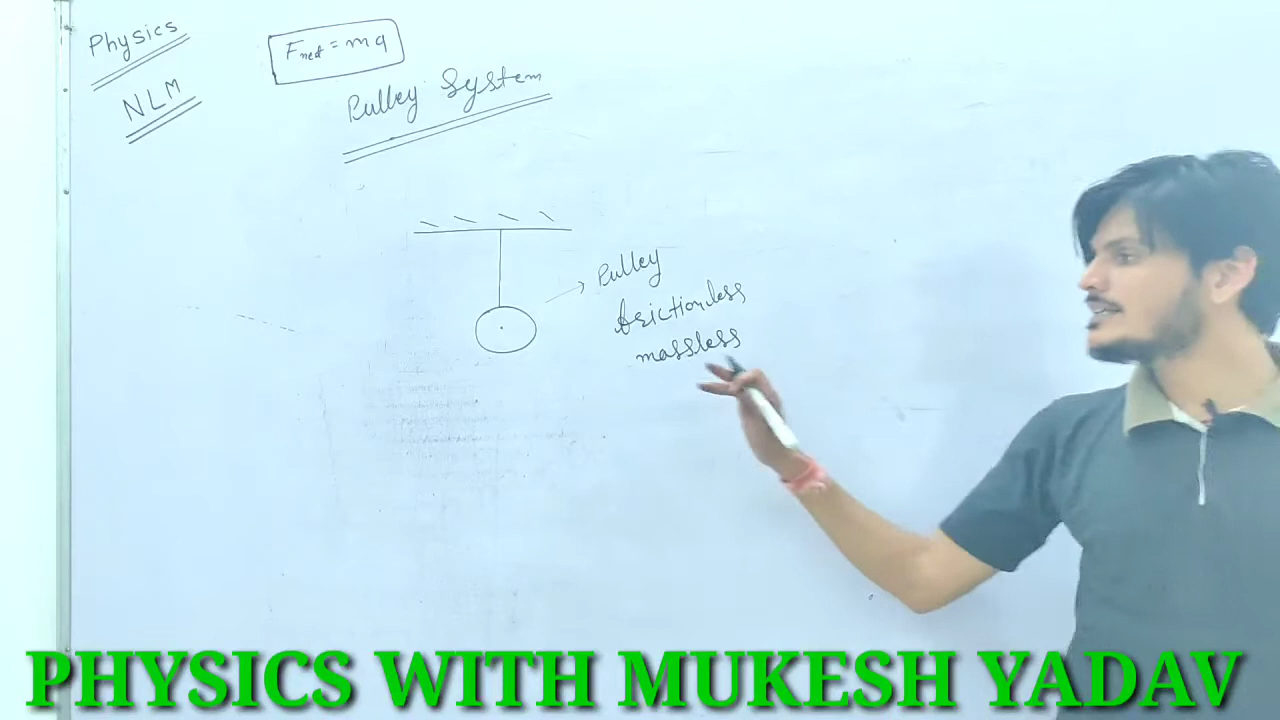 Physics
NLM
Fnet = ma
Pulley System
Pulley
frictionless
massless
PHYSICS WITH MUKESH YADAV